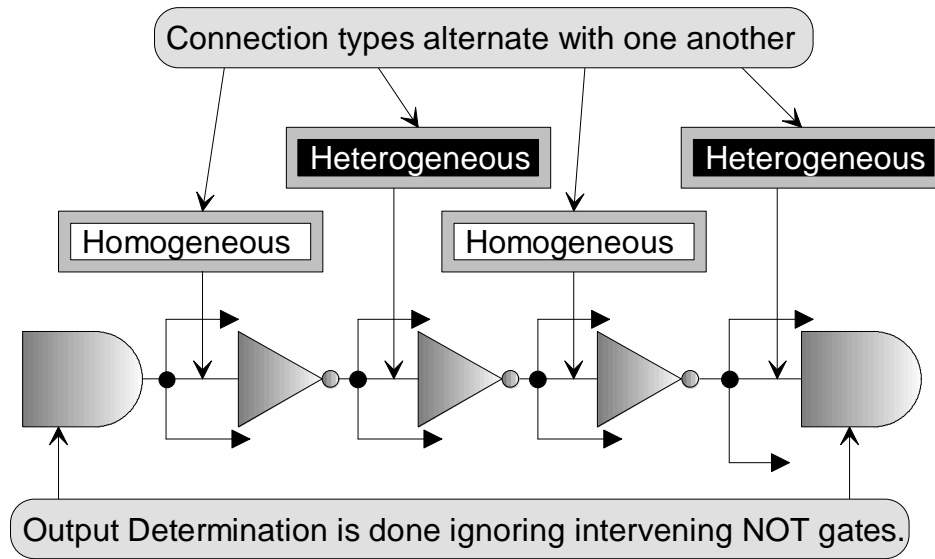 Connection types alternate with one another
Heterogeneous
Heterogeneous
Homogeneous
Homogeneous
Output Determination is done ignoring intervening NOT gates.